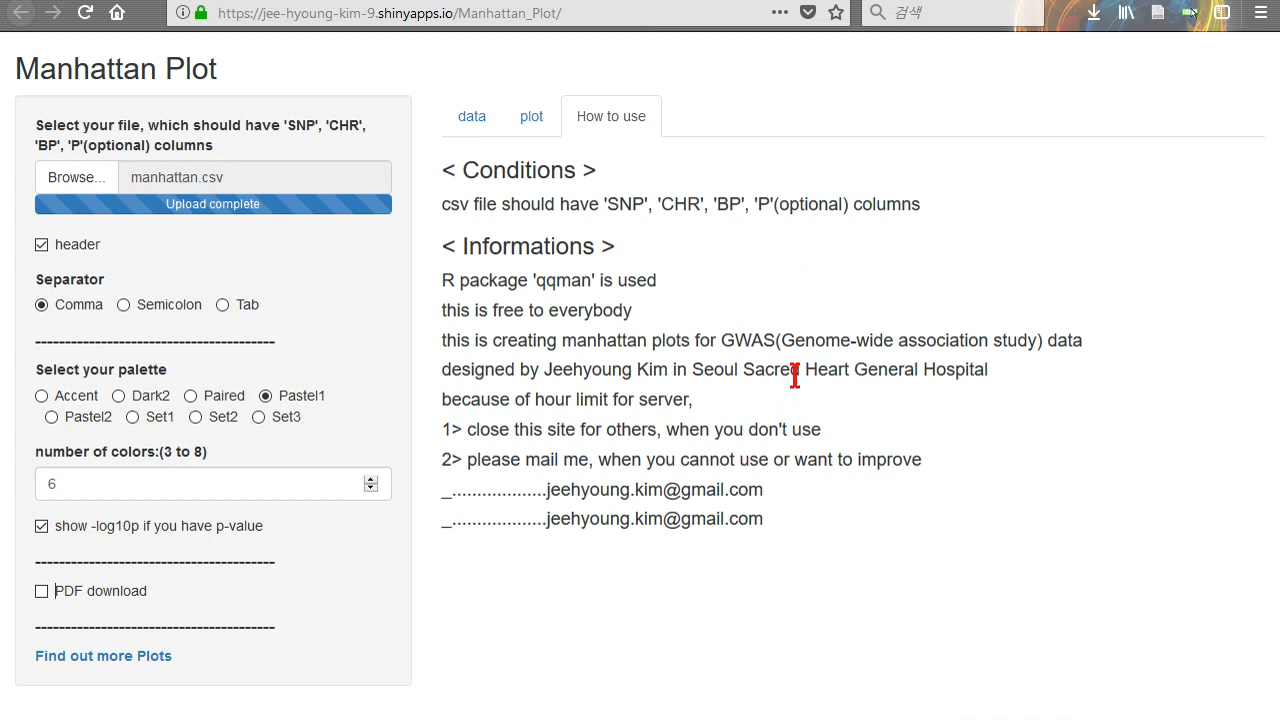 https://jee-hyoung-kim-9.shinyapps.io/Manhattan_Plot/
검색
Manhattan Plot
Select your file, which should have 'SNP', 'CHR',
'BP', 'P'(optional) columns
Browse... manhattan.csv
Upload complete
header
Separator
Comma Semicolon Tab
----------------------------------------
Select your palette
Accent Dark2 Paired Pastel1
Pastel2 Set1 Set2 Set3
number of colors:(3 to 8)
6
show -log10p if you have p-value
----------------------------------------
PDF download
----------------------------------------
Find out more Plots
data plot How to use
< Conditions >
csv file should have 'SNP', 'CHR', 'BP', 'P'(optional) columns
< Informations >
R package 'qqman' is used
this is free to everybody
this is creating manhattan plots for GWAS(Genome-wide association study) data
designed by Jeehyoung Kim in Seoul Sacred Heart General Hospital
because of hour limit for server,
1> close this site for others, when you don't use
2> please mail me, when you cannot use or want to improve
_...................jeehyoung.kim@gmail.com
_...................jeehyoung.kim@gmail.com